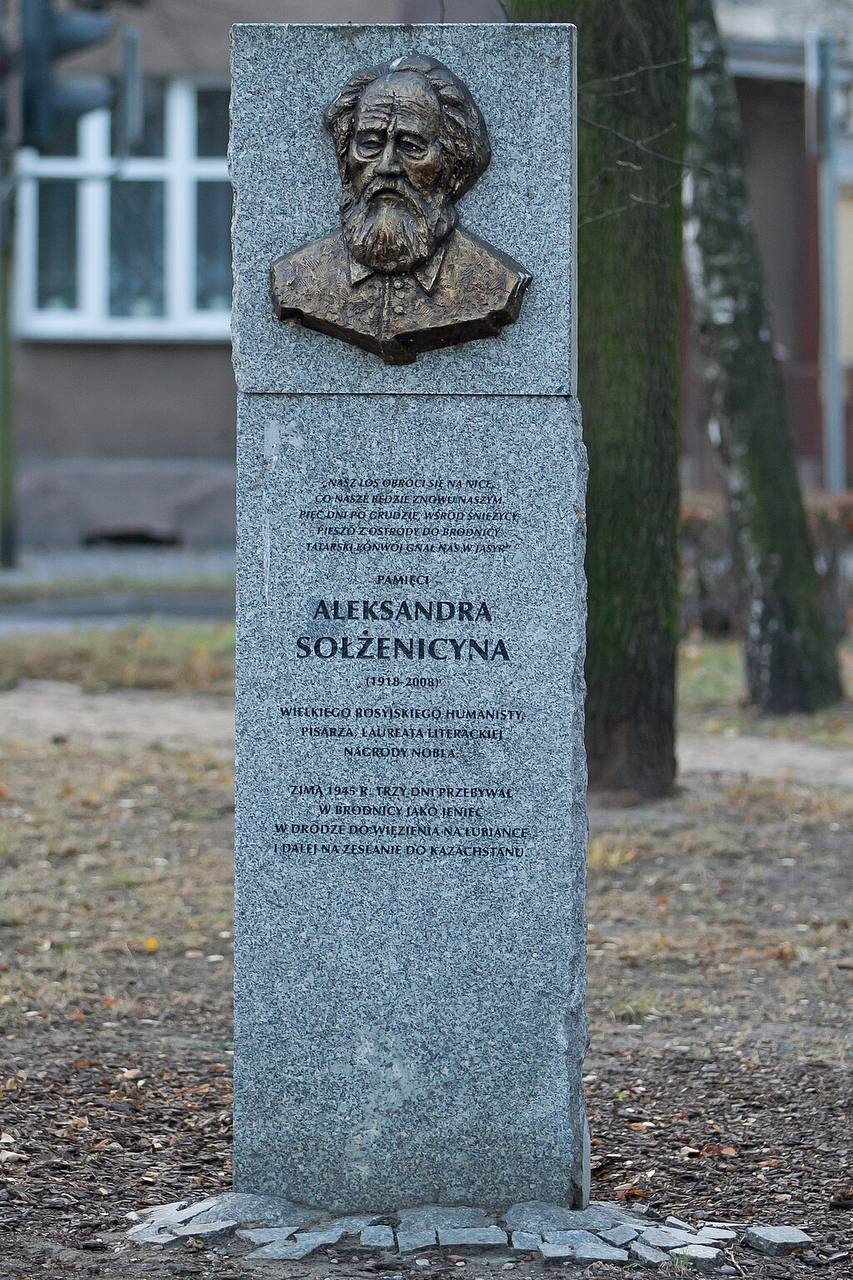 „NASZ LOS OBRÓCI SIĘ NA NICE,
CO NASZE BĘDZIE ZNOWU NASZYM.
PIĘĆ DNI PO GRUDZIE, WŚRÓD ŚNIEŻYCY,
PIESZO Z OSTRÓDY DO BRODNICY
TATARSKI KONWÓJ GNAŁ NAS W JASYR”
PAMIĘCI
ALEKSANDRA
SOŁŻENICYNA
(1918-2008)
WIELKIEGO ROSYJSKIEGO HUMANISTY,
PISARZA, LAUREATA LITERACKIEJ
NAGRODY NOBLA.
ZIMĄ 1945 R. TRZY DNI PRZEBYWAŁ
W BRODNICY JAKO JENIEC
W DRODZE DO WIĘZIENIA NA ŁUBIANCE
I DALEJ NA ZESŁANIE DO KAZACHSTANU.